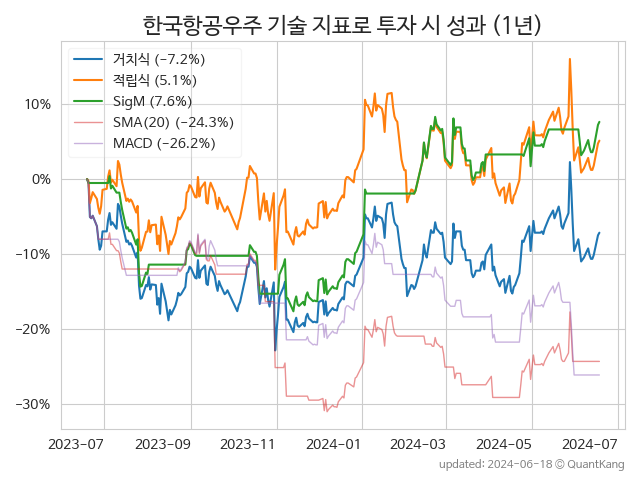 한국항공우주 기술 지표로 투자 시 성과 (1년)
거치식 (−7.2%)
적립식 (5.1%)
SigM (7.6%)
SMA(20) (−24.3%)
MACD (−26.2%)
10%
0%
−10%
−20%
−30%
2023−07 2023−09 2023−11 2024−01 2024−03 2024−05 2024−07
updated: 2024−06−18 © QuantKang